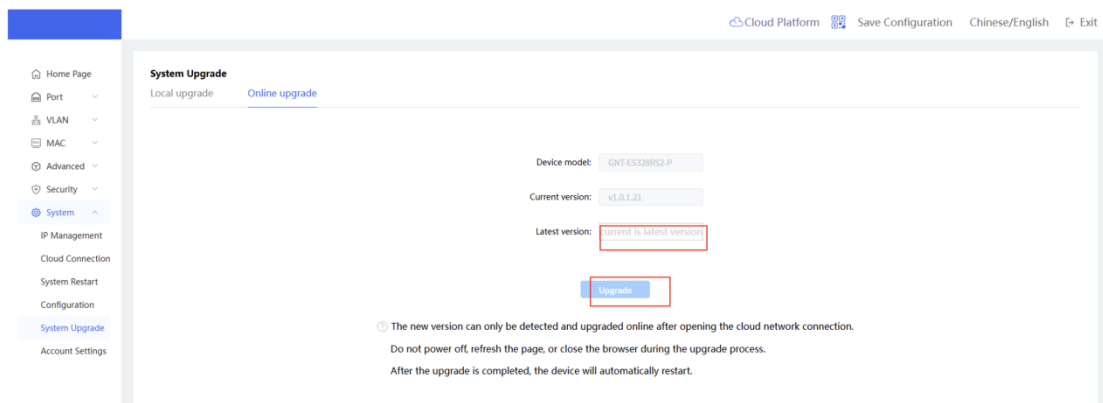 Cloud Platform Save Configuration Chinese/English Exit
Home Page
Port
VLAN
MAC
Advanced
Security
System
IP Management
Cloud Connection
System Restart
Configuration
System Upgrade
Account Settings
System Upgrade
Local upgrade Online upgrade
Device model: GNT-ES328RS2-P
Current version: v1.0.1.21
Latest version: current is latest version
Upgrade
The new version can only be detected and upgraded online after opening the cloud network connection.
Do not power off, refresh the page, or close the browser during the upgrade process.
After the upgrade is completed, the device will automatically restart.